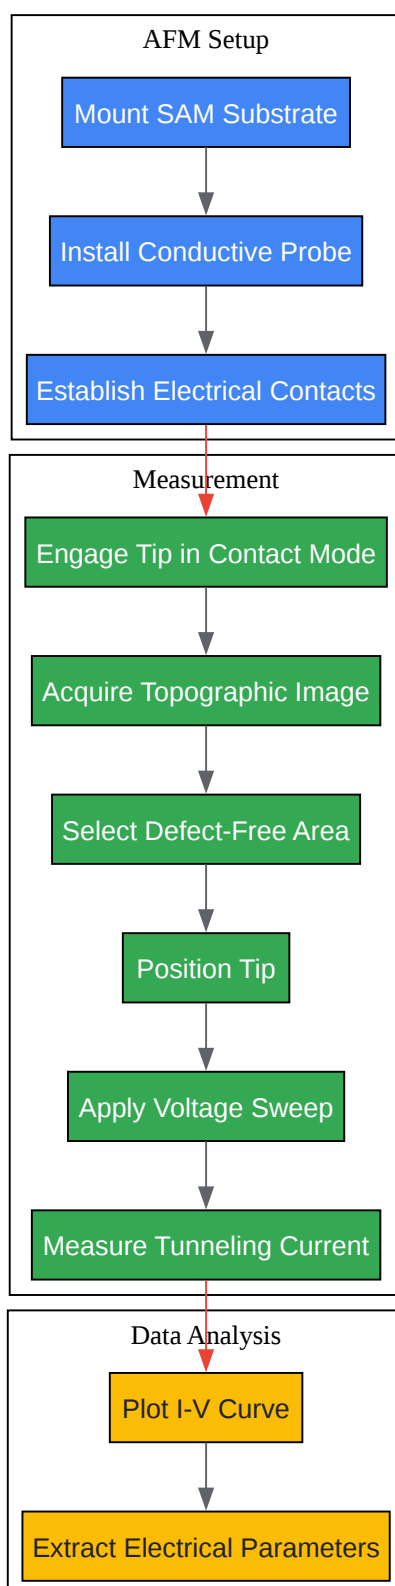 AFM Setup
Mount SAM Substrate
Install Conductive Probe
Establish Electrical Contacts
Measurement
Engage Tip in Contact Mode
Acquire Topographic Image
Select Defect-Free Area
Position Tip
Apply Voltage Sweep
Measure Tunneling Current
Data Analysis
Plot I-V Curve
Extract Electrical Parameters